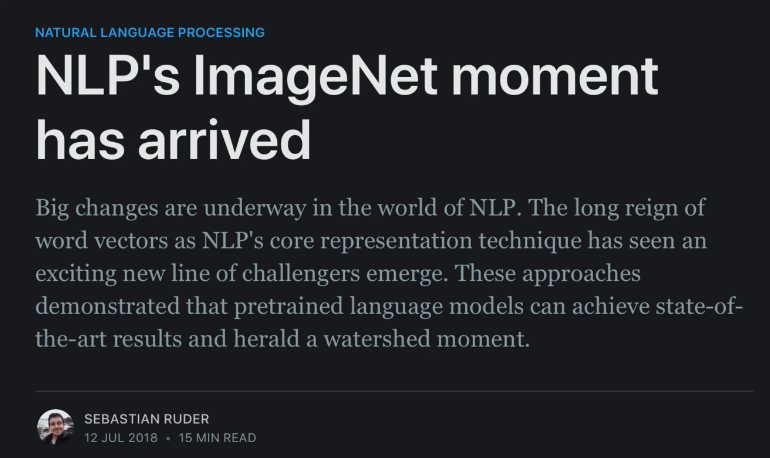 NATURAL LANGUAGE PROCESSING
NLP's ImageNet moment
has arrived
Big changes are underway in the world of NLP. The long reign of
word vectors as NLP's core representation technique has seen an
exciting new line of challengers emerge. These approaches
demonstrated that pretrained language models can achieve state-of-
the-art results and herald a watershed moment.
SEBASTIAN RUDER
12 JUL 2018 • 15 MIN READ